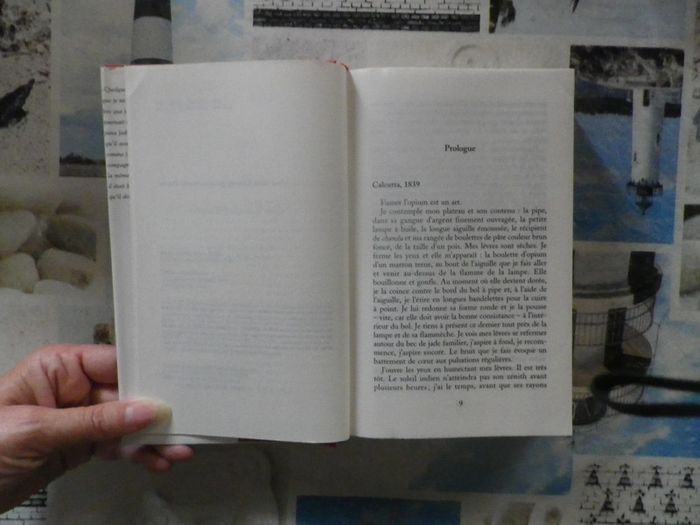 Prologue
Calcutta, 1839
Fumer l'opium est un art.
Je contemple mon plateau et son contenu : la pipe,
dans sa gangue d'argent finement ouvragée, la petite
lampe à huile, la longue aiguille émoussée, le récipient
de chandu et ma rangée de boulettes de pâte couleur brun
foncé, de la taille d'un pois. Mes lèvres sont sèches. Je
ferme les yeux et elle m'apparaît : la boulette d'opium
d'un marron terne, au bout de l'aiguille que je fais aller
et venir au-dessus de la flamme de la lampe. Elle
bouillonne et gonfle. Au moment où elle devient dorée,
je la coince contre le bord du bol à pipe et, à l'aide de
l'aiguille, je l'étire en longues bandelettes pour la cuire
à point. Je lui redonne sa forme ronde et je la pousse
– vite, car elle doit avoir la bonne consistance – à l'in-
térieur du bol. Je tiens à présent ce dernier tout près de la
lampe et de sa flammèche. Je vois mes lèvres se refermer
autour du bec de jade familier, j'aspire à fond, je recom-
mence, j'aspire encore. Le bruit que je fais évoque un
battement de cœur aux pulsations régulières.
J'ouvre les yeux en humectant mes lèvres. Il est très
tôt. Le soleil indien n'atteindra pas son zénith avant
plusieurs heures ; j'ai le temps, avant que ses rayons
9